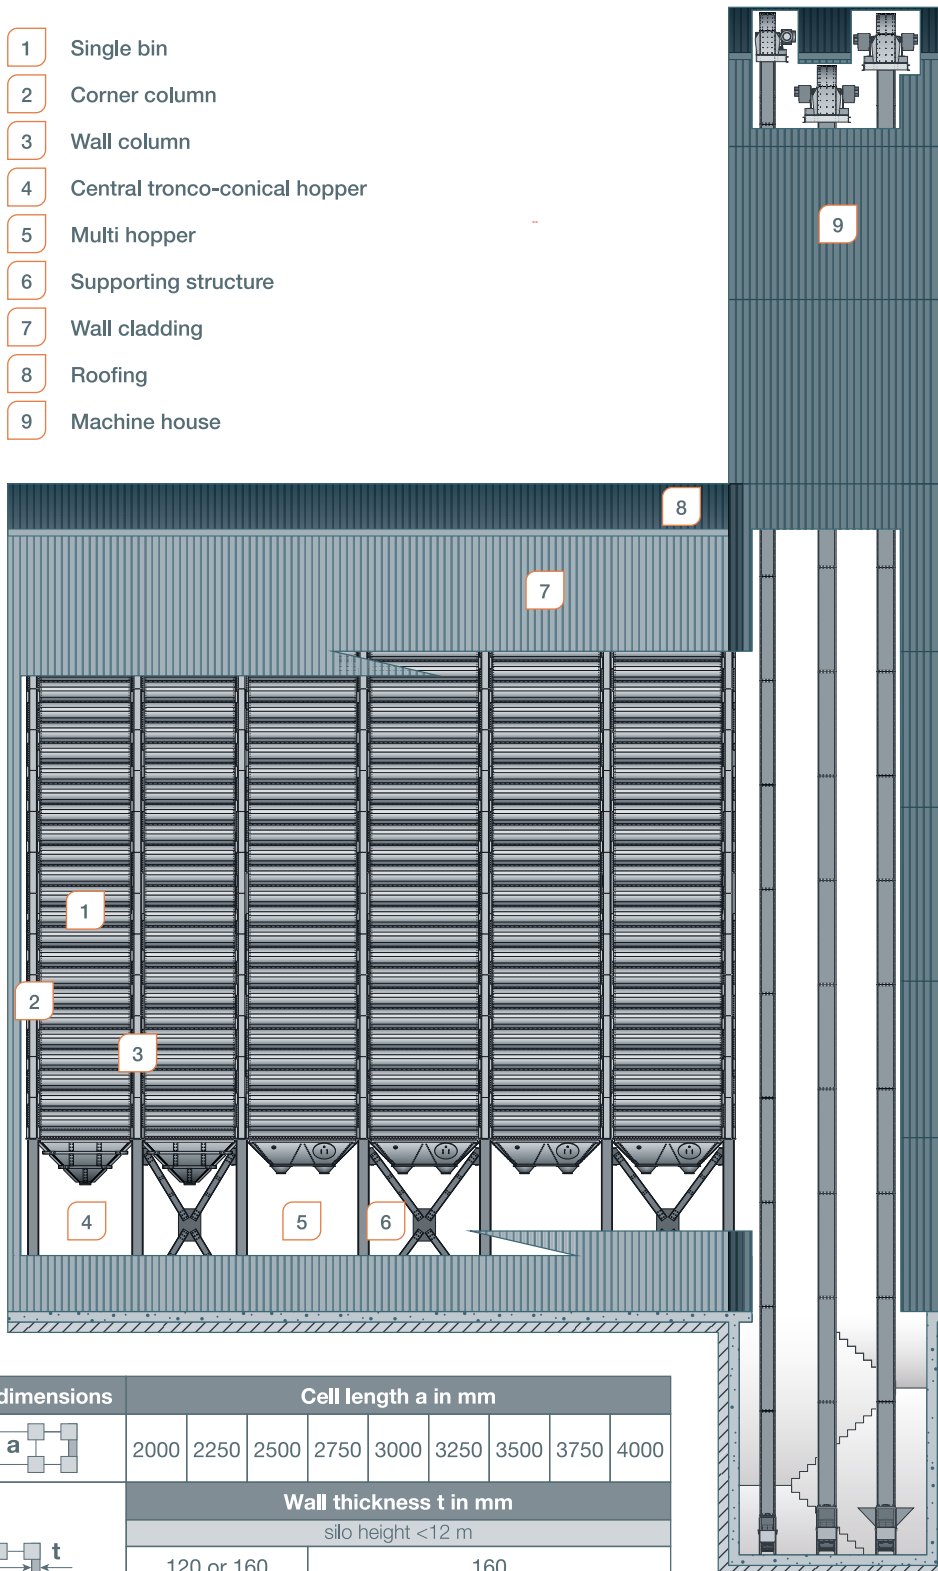 1 Single bin
2 Corner column
3 Wall column
4 Central tronco-conical hopper
5 Multi hopper
6 Supporting structure
7 Wall cladding
8 Roofing
9 Machine house
9
8
7
1
2
3
4 5 6
dimensions Cell length a in mm
a 2000 2250 2500 2750 3000 3250 3500 3750 4000
Wall thickness t in mm
silo height <12 m
t
120 or 160 160